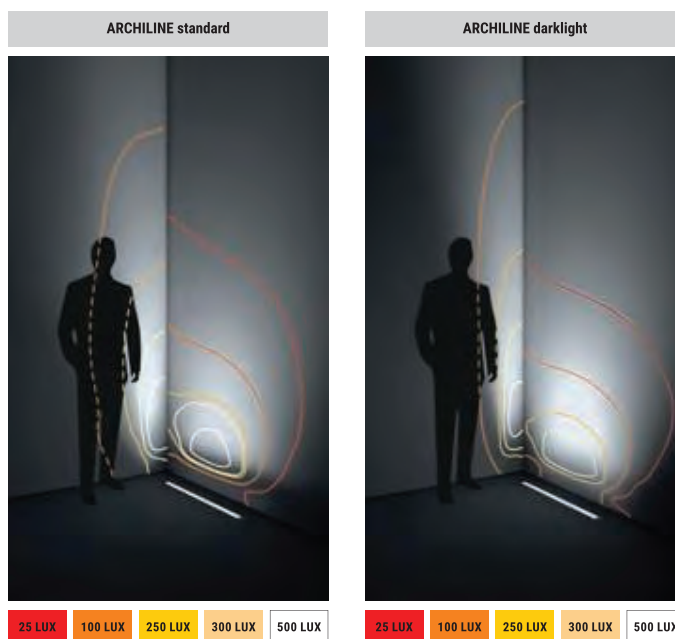 ARCHILINE standard
ARCHILINE darklight
25 LUX 100 LUX 250 LUX 300 LUX 500 LUX
25 LUX 100 LUX 250 LUX 300 LUX 500 LUX